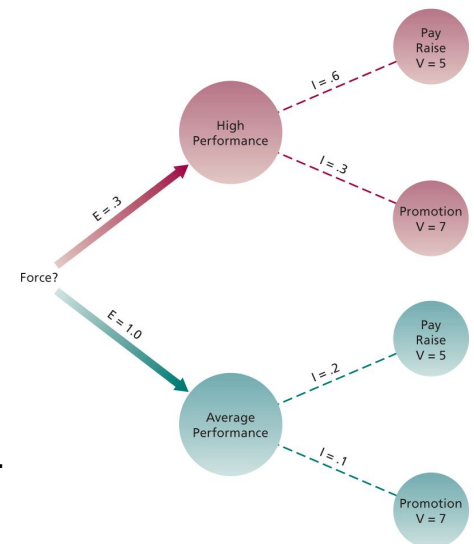 Pay
Raise
V = 5
I = .6
High
Performance
I = .3
E = .3
Promotion
V = 7
Force?
Pay
Raise
V = 5
E = 1.0
I = .2
Average
Performance
I = .1
Promotion
V = 7
.